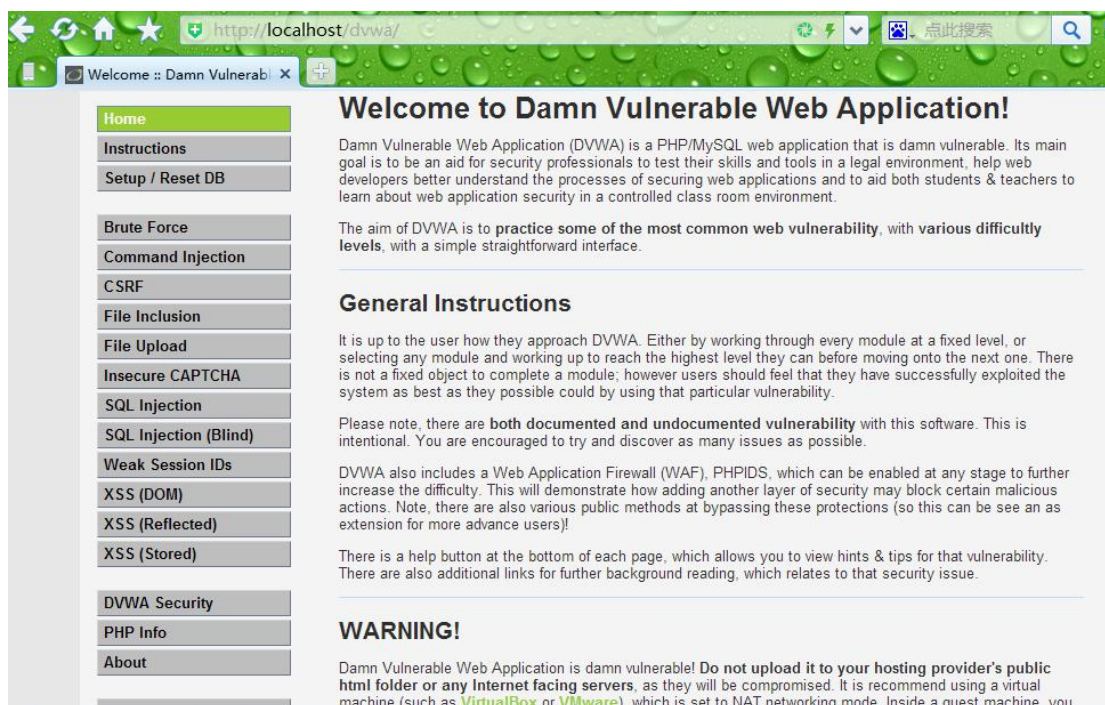 http://localhost/dvwa/
点此搜索
Welcome :: Damn Vulnerabl
Home
Instructions
Setup / Reset DB
Brute Force
Command Injection
CSRF
File Inclusion
File Upload
Insecure CAPTCHA
SQL Injection
SQL Injection (Blind)
Weak Session IDs
XSS (DOM)
XSS (Reflected)
XSS (Stored)
DVWA Security
PHP Info
About
Welcome to Damn Vulnerable Web Application!
Damn Vulnerable Web Application (DVWA) is a PHP/MySQL web application that is damn vulnerable. Its main
goal is to be an aid for security professionals to test their skills and tools in a legal environment, help web
developers better understand the processes of securing web applications and to aid both students & teachers to
learn about web application security in a controlled class room environment.
The aim of DVWA is to practice some of the most common web vulnerability, with various difficultly
levels, with a simple straightforward interface.
General Instructions
It is up to the user how they approach DVWA. Either by working through every module at a fixed level, or
selecting any module and working up to reach the highest level they can before moving onto the next one. There
is not a fixed object to complete a module; however users should feel that they have successfully exploited the
system as best as they possible could by using that particular vulnerability.
Please note, there are both documented and undocumented vulnerability with this software. This is
intentional. You are encouraged to try and discover as many issues as possible.
DVWA also includes a Web Application Firewall (WAF), PHPIDS, which can be enabled at any stage to further
increase the difficulty. This will demonstrate how adding another layer of security may block certain malicious
actions. Note, there are also various public methods at bypassing these protections (so this can be see an as
extension for more advance users)!
There is a help button at the bottom of each page, which allows you to view hints & tips for that vulnerability.
There are also additional links for further background reading, which relates to that security issue.
WARNING!
Damn Vulnerable Web Application is damn vulnerable! Do not upload it to your hosting provider's public
html folder or any Internet facing servers, as they will be compromised. It is recommend using a virtual
machine (such as VirtualBox or VMware), which is set to NAT networking mode. Inside a guest machine, you